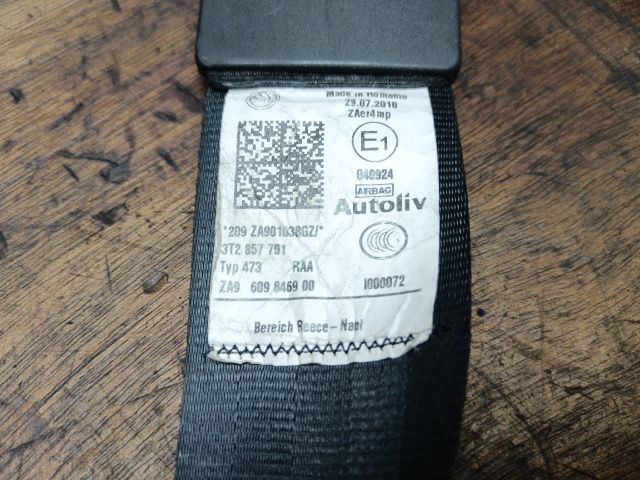 Made in Romania
29.07.2010
ZAer4mp
E1
040924
AIRBAG
Autoliv
*209 ZA901038GZ/*
3T2 857 701
Typ 473 RAA
ZA9 609 8469 00 I000072
Bereich Reece-Naht